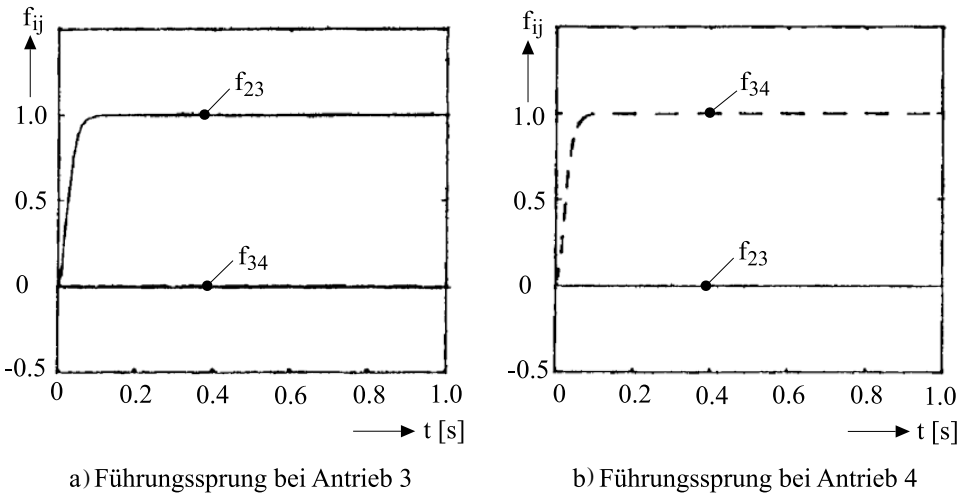 f_ij
1.0
0.5
0
-0.5
f_23
f_34
0 0.2 0.4 0.6 0.8 1.0
t [s]
a) Führungssprung bei Antrieb 3
f_ij
1.0
0.5
0
-0.5
f_34
f_23
0 0.2 0.4 0.6 0.8 1.0
t [s]
b) Führungssprung bei Antrieb 4